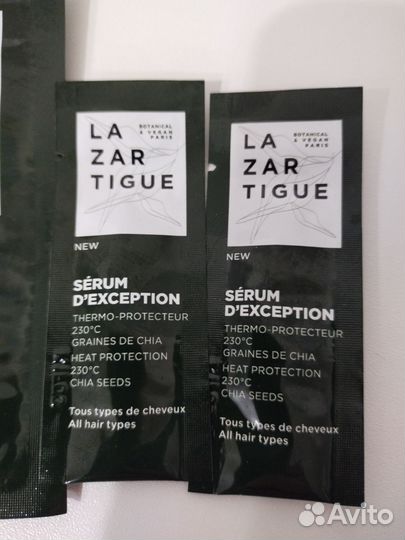 BOTANICAL
& VEGAN
PARIS
LA
ZAR
TIGUE
NEW
SÉRUM
D'EXCEPTION
THERMO-PROTECTEUR
230°C
GRAINES DE CHIA
HEAT PROTECTION
230°C
CHIA SEEDS
Tous types de cheveux
All hair types
BOTANICAL
& VEGAN
PARIS
LA
ZAR
TIGUE
NEW
SÉRUM
D'EXCEPTION
THERMO-PROTECTEUR
230°C
GRAINES DE CHIA
HEAT PROTECTION
230°C
CHIA SEEDS
Tous types de cheveux
All hair types
Avito